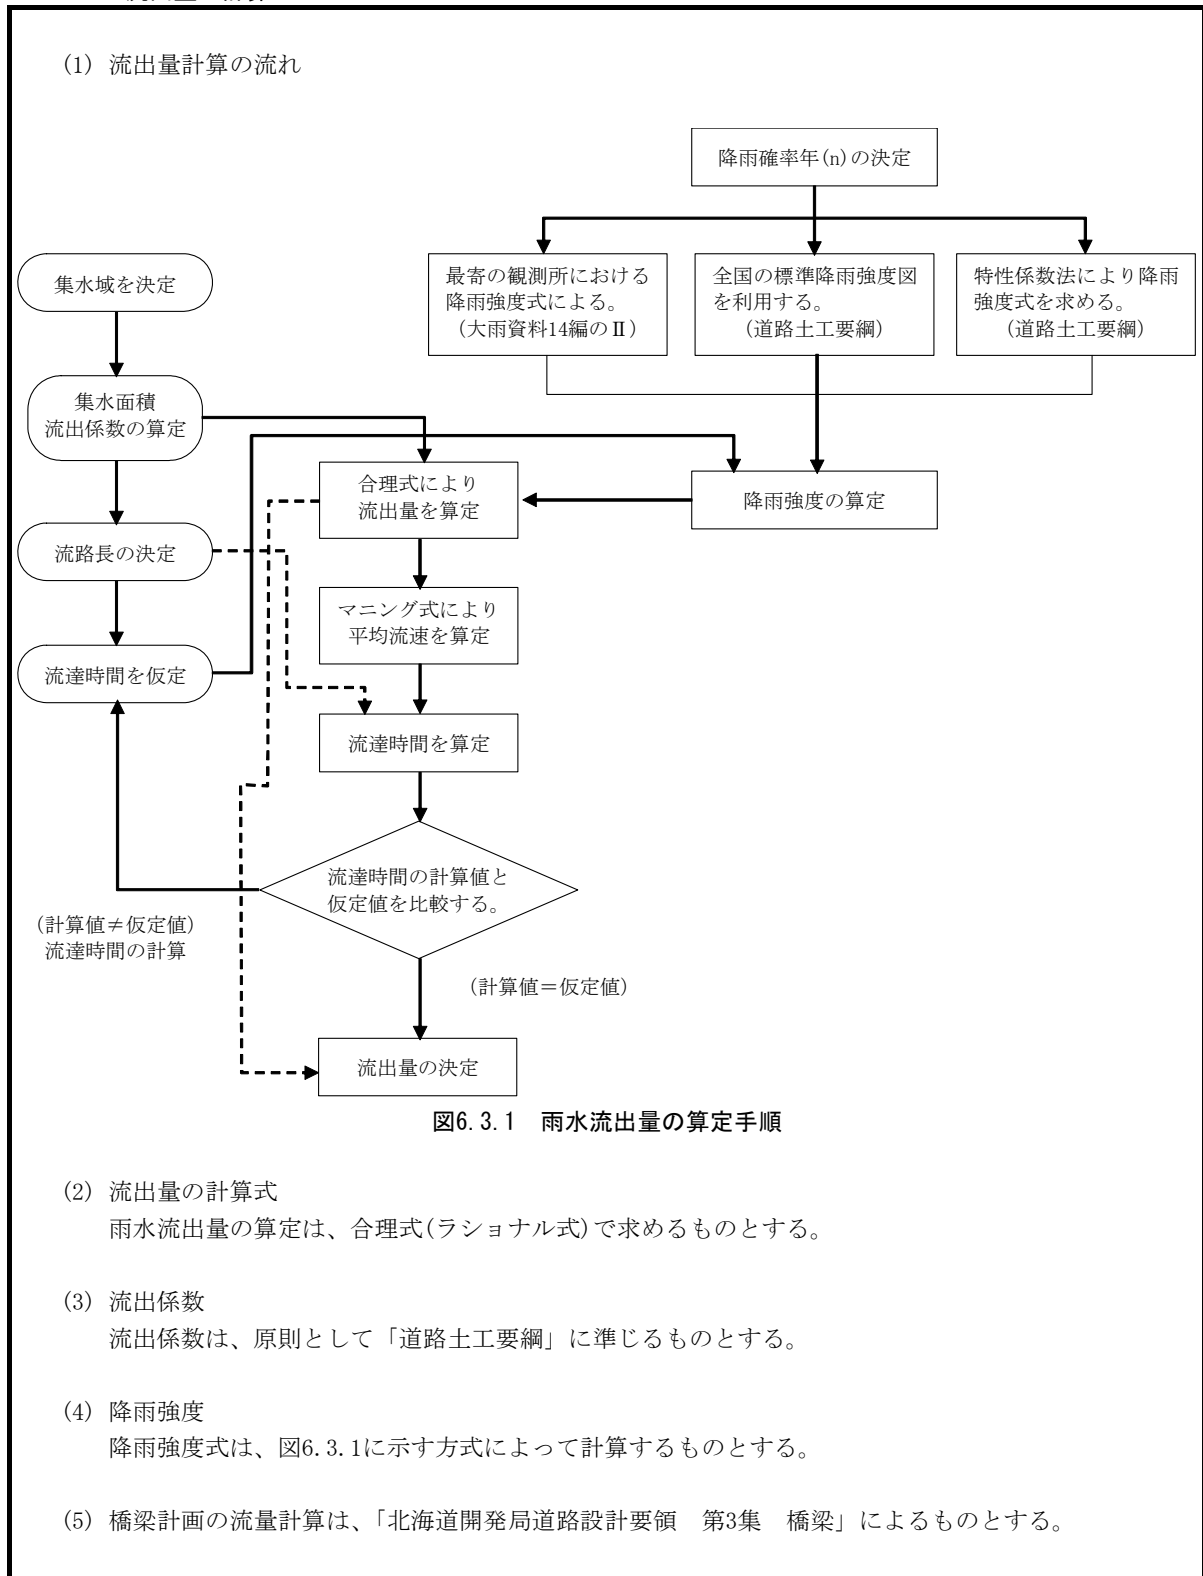 (1) 流出量計算の流れ
降雨確率年(n)の決定
最寄の観測所における
降雨強度式による。
(大雨資料14編のⅡ)
全国の標準降雨強度図
を利用する。
(道路土工要綱)
特性係数法により降雨
強度式を求める。
(道路土工要綱)
集水域を決定
集水面積
流出係数の算定
合理式により
流出量を算定
降雨強度の算定
流路長の決定
マニング式により
平均流速を算定
流達時間を仮定
流達時間を算定
流達時間の計算値と
仮定値を比較する。
(計算値≠仮定値)
流達時間の計算
(計算値＝仮定値)
流出量の決定
図6.3.1 雨水流出量の算定手順
(2) 流出量の計算式
雨水流出量の算定は、合理式(ラショナル式)で求めるものとする。
(3) 流出係数
流出係数は、原則として「道路土工要綱」に準じるものとする。
(4) 降雨強度
降雨強度式は、図6.3.1に示す方式によって計算するものとする。
(5) 橋梁計画の流量計算は、「北海道開発局道路設計要領 第3集 橋梁」によるものとする。